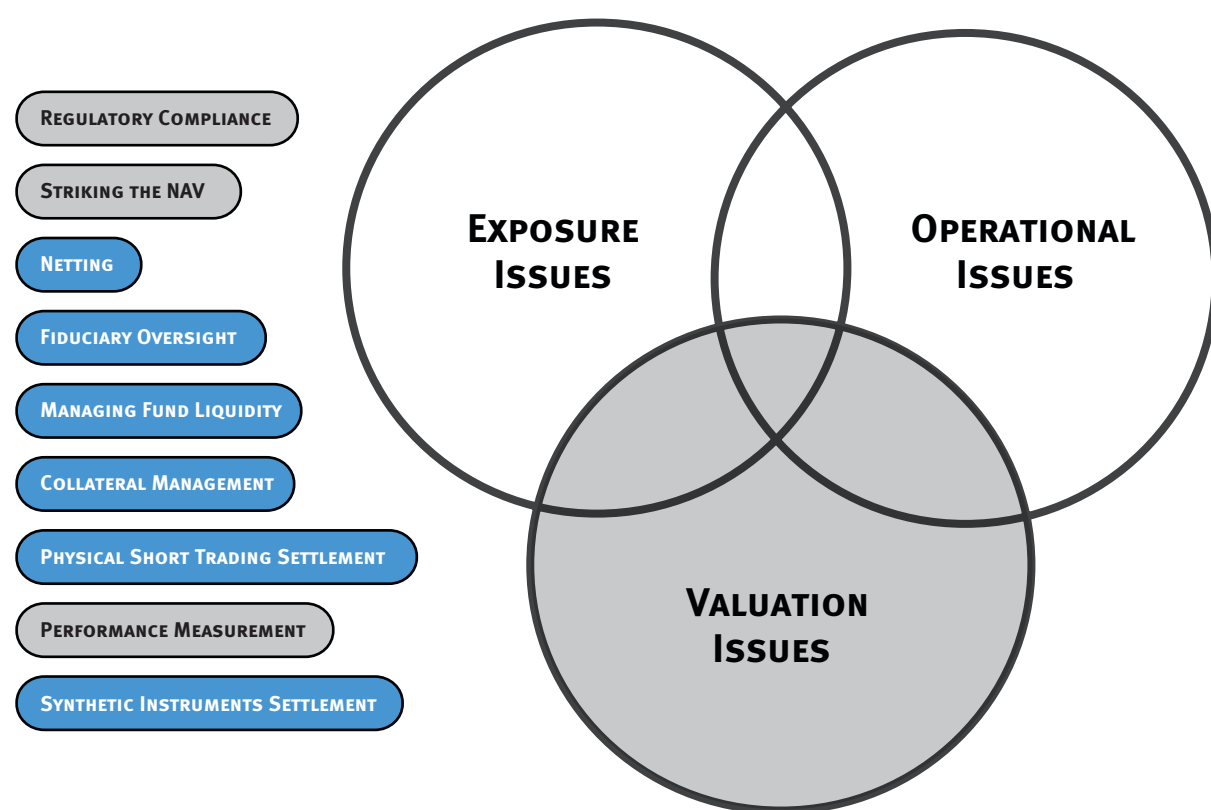 Regulatory Compliance
Striking the NAV
Netting
Fiduciary Oversight
Managing Fund Liquidity
Collateral Management
Physical Short Trading Settlement
Performance Measurement
Synthetic Instruments Settlement
Exposure
Issues
Operational
Issues
Valuation
Issues